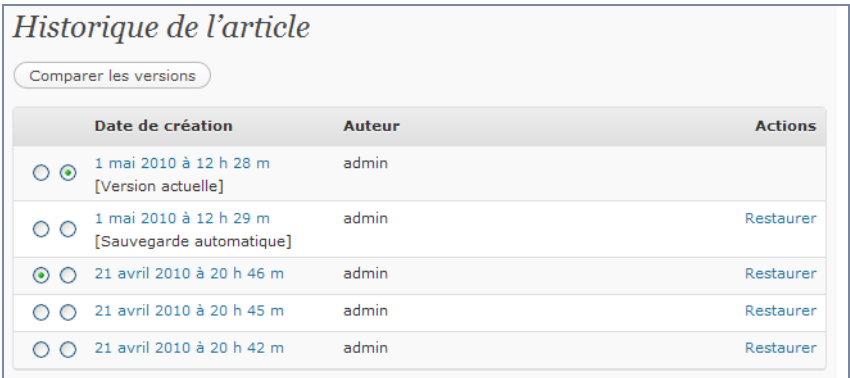 Historique de l'article
Comparer les versions
Date de création Auteur Actions
1 mai 2010 à 12 h 28 m admin
[Version actuelle]
1 mai 2010 à 12 h 29 m admin Restaurer
[Sauvegarde automatique]
21 avril 2010 à 20 h 46 m admin Restaurer
21 avril 2010 à 20 h 45 m admin Restaurer
21 avril 2010 à 20 h 42 m admin Restaurer